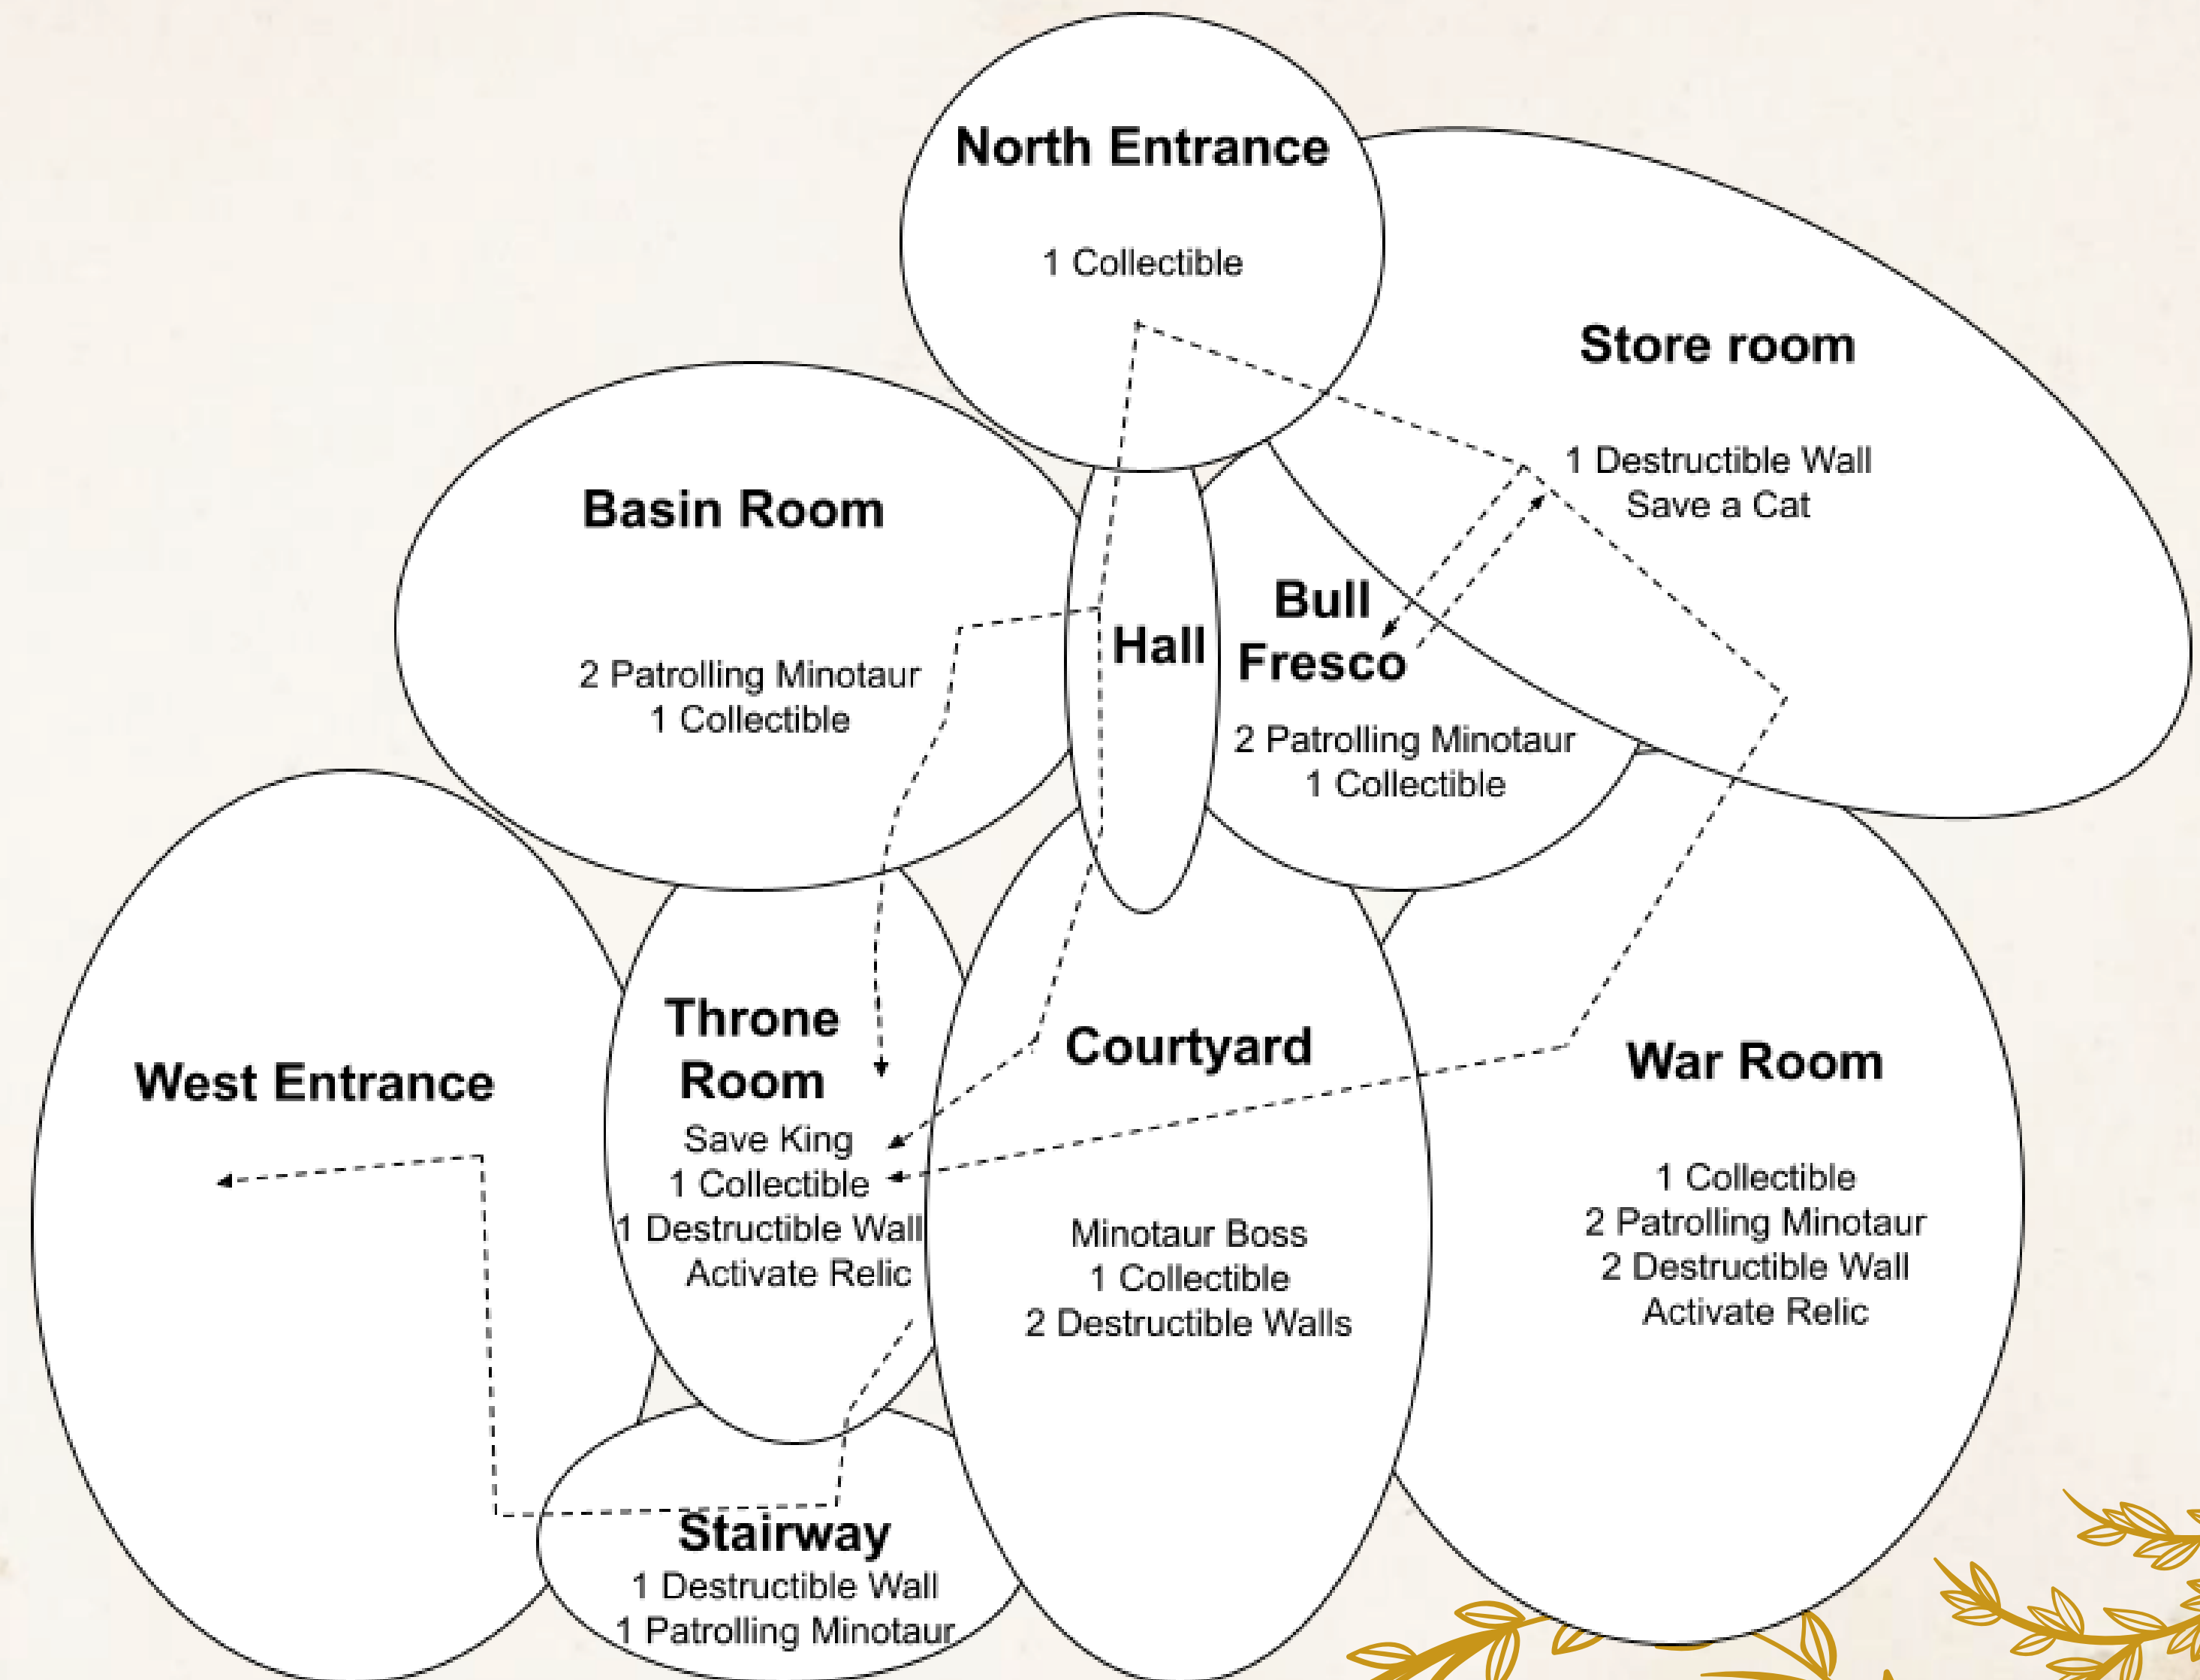 North Entrance
1 Collectible
Store room
1 Destructible Wall
Save a Cat
Basin Room
2 Patrolling Minotaur
1 Collectible
Hall
Bull
Fresco
2 Patrolling Minotaur
1 Collectible
West Entrance
Throne
Room
Save King
1 Collectible
1 Destructible Wall
Activate Relic
Courtyard
Minotaur Boss
1 Collectible
2 Destructible Walls
War Room
1 Collectible
2 Patrolling Minotaur
2 Destructible Wall
Activate Relic
Stairway
1 Destructible Wall
1 Patrolling Minotaur